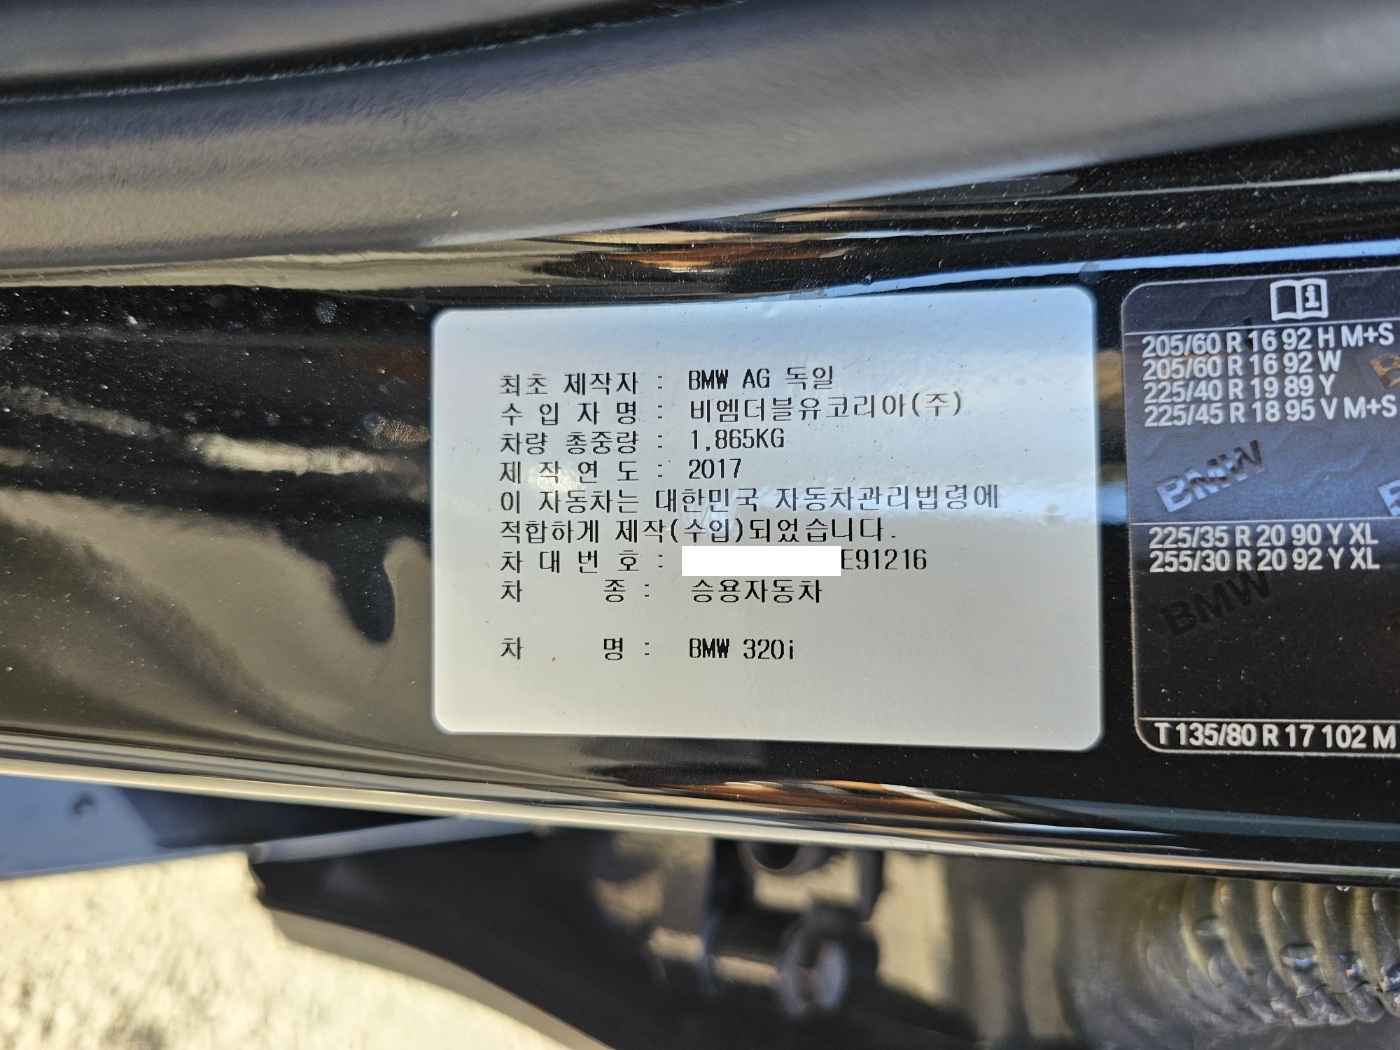 최초 제작자 : BMW AG 독일
수 입 자 명 : 비엠더블유코리아(주)
차량 총중량 : 1,865KG
제 작 연 도 : 2017
이 자동차는 대한민국 자동차관리법령에
적합하게 제작(수입)되었습니다.
차 대 번 호 : E91216
차 종 : 승용자동차
차 명 : BMW 320i
205/60 R 16 92 H M+S
205/60 R 16 92 W
225/40 R 19 89 Y
225/45 R 18 95 V M+S
BMW
225/35 R 20 90 Y XL
255/30 R 20 92 Y XL
BMW
T 135/80 R 17 102 M